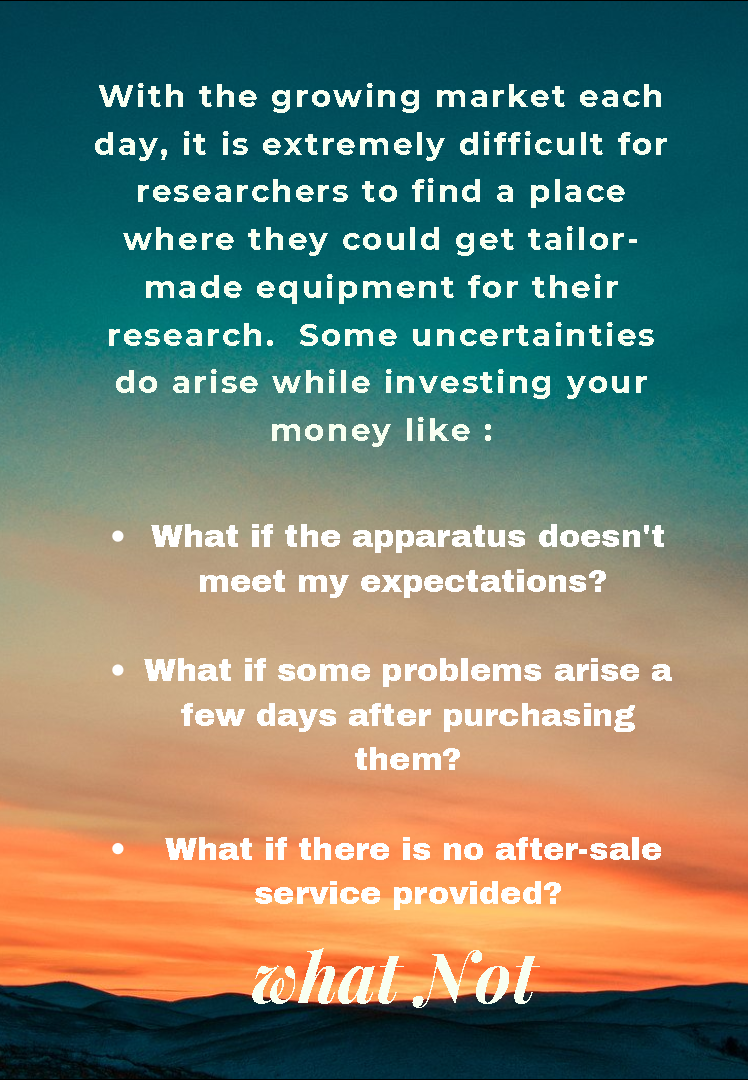 With the growing market each
day, it is extremely difficult for
researchers to find a place
where they could get tailor-
made equipment for their
research.  Some uncertainties
do arise while investing your
money like :
• What if the apparatus doesn't
meet my expectations?
• What if some problems arise a
few days after purchasing
them?
• What if there is no after-sale
service provided?
what Not